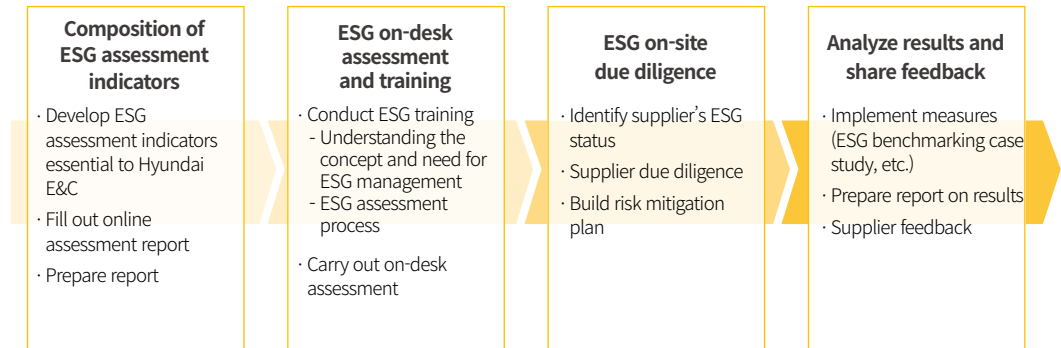 Composition of
ESG assessment
indicators
· Develop ESG
assessment indicators
essential to Hyundai
E&C
· Fill out online
assessment report
· Prepare report
ESG on-desk
assessment
and training
· Conduct ESG training
- Understanding the
concept and need for
ESG management
- ESG assessment
process
· Carry out on-desk
assessment
ESG on-site
due diligence
· Identify supplier's ESG
status
· Supplier due diligence
· Build risk mitigation
plan
Analyze results and
share feedback
· Implement measures
(ESG benchmarking case
study, etc.)
· Prepare report on results
· Supplier feedback